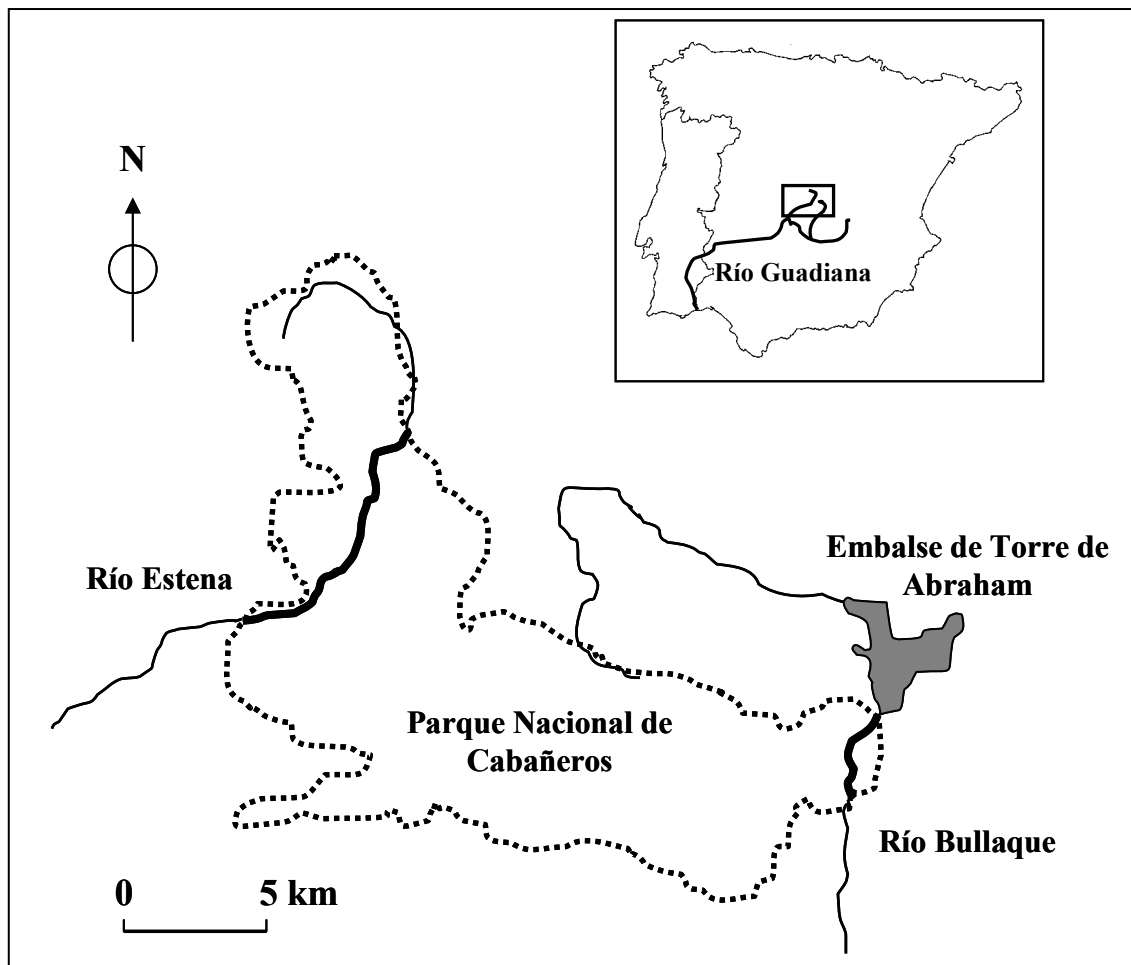 N
Río Guadiana
Embalse de Torre de
Abraham
Río Estena
Parque Nacional de
Cabañeros
Río Bullaque
0 5 km